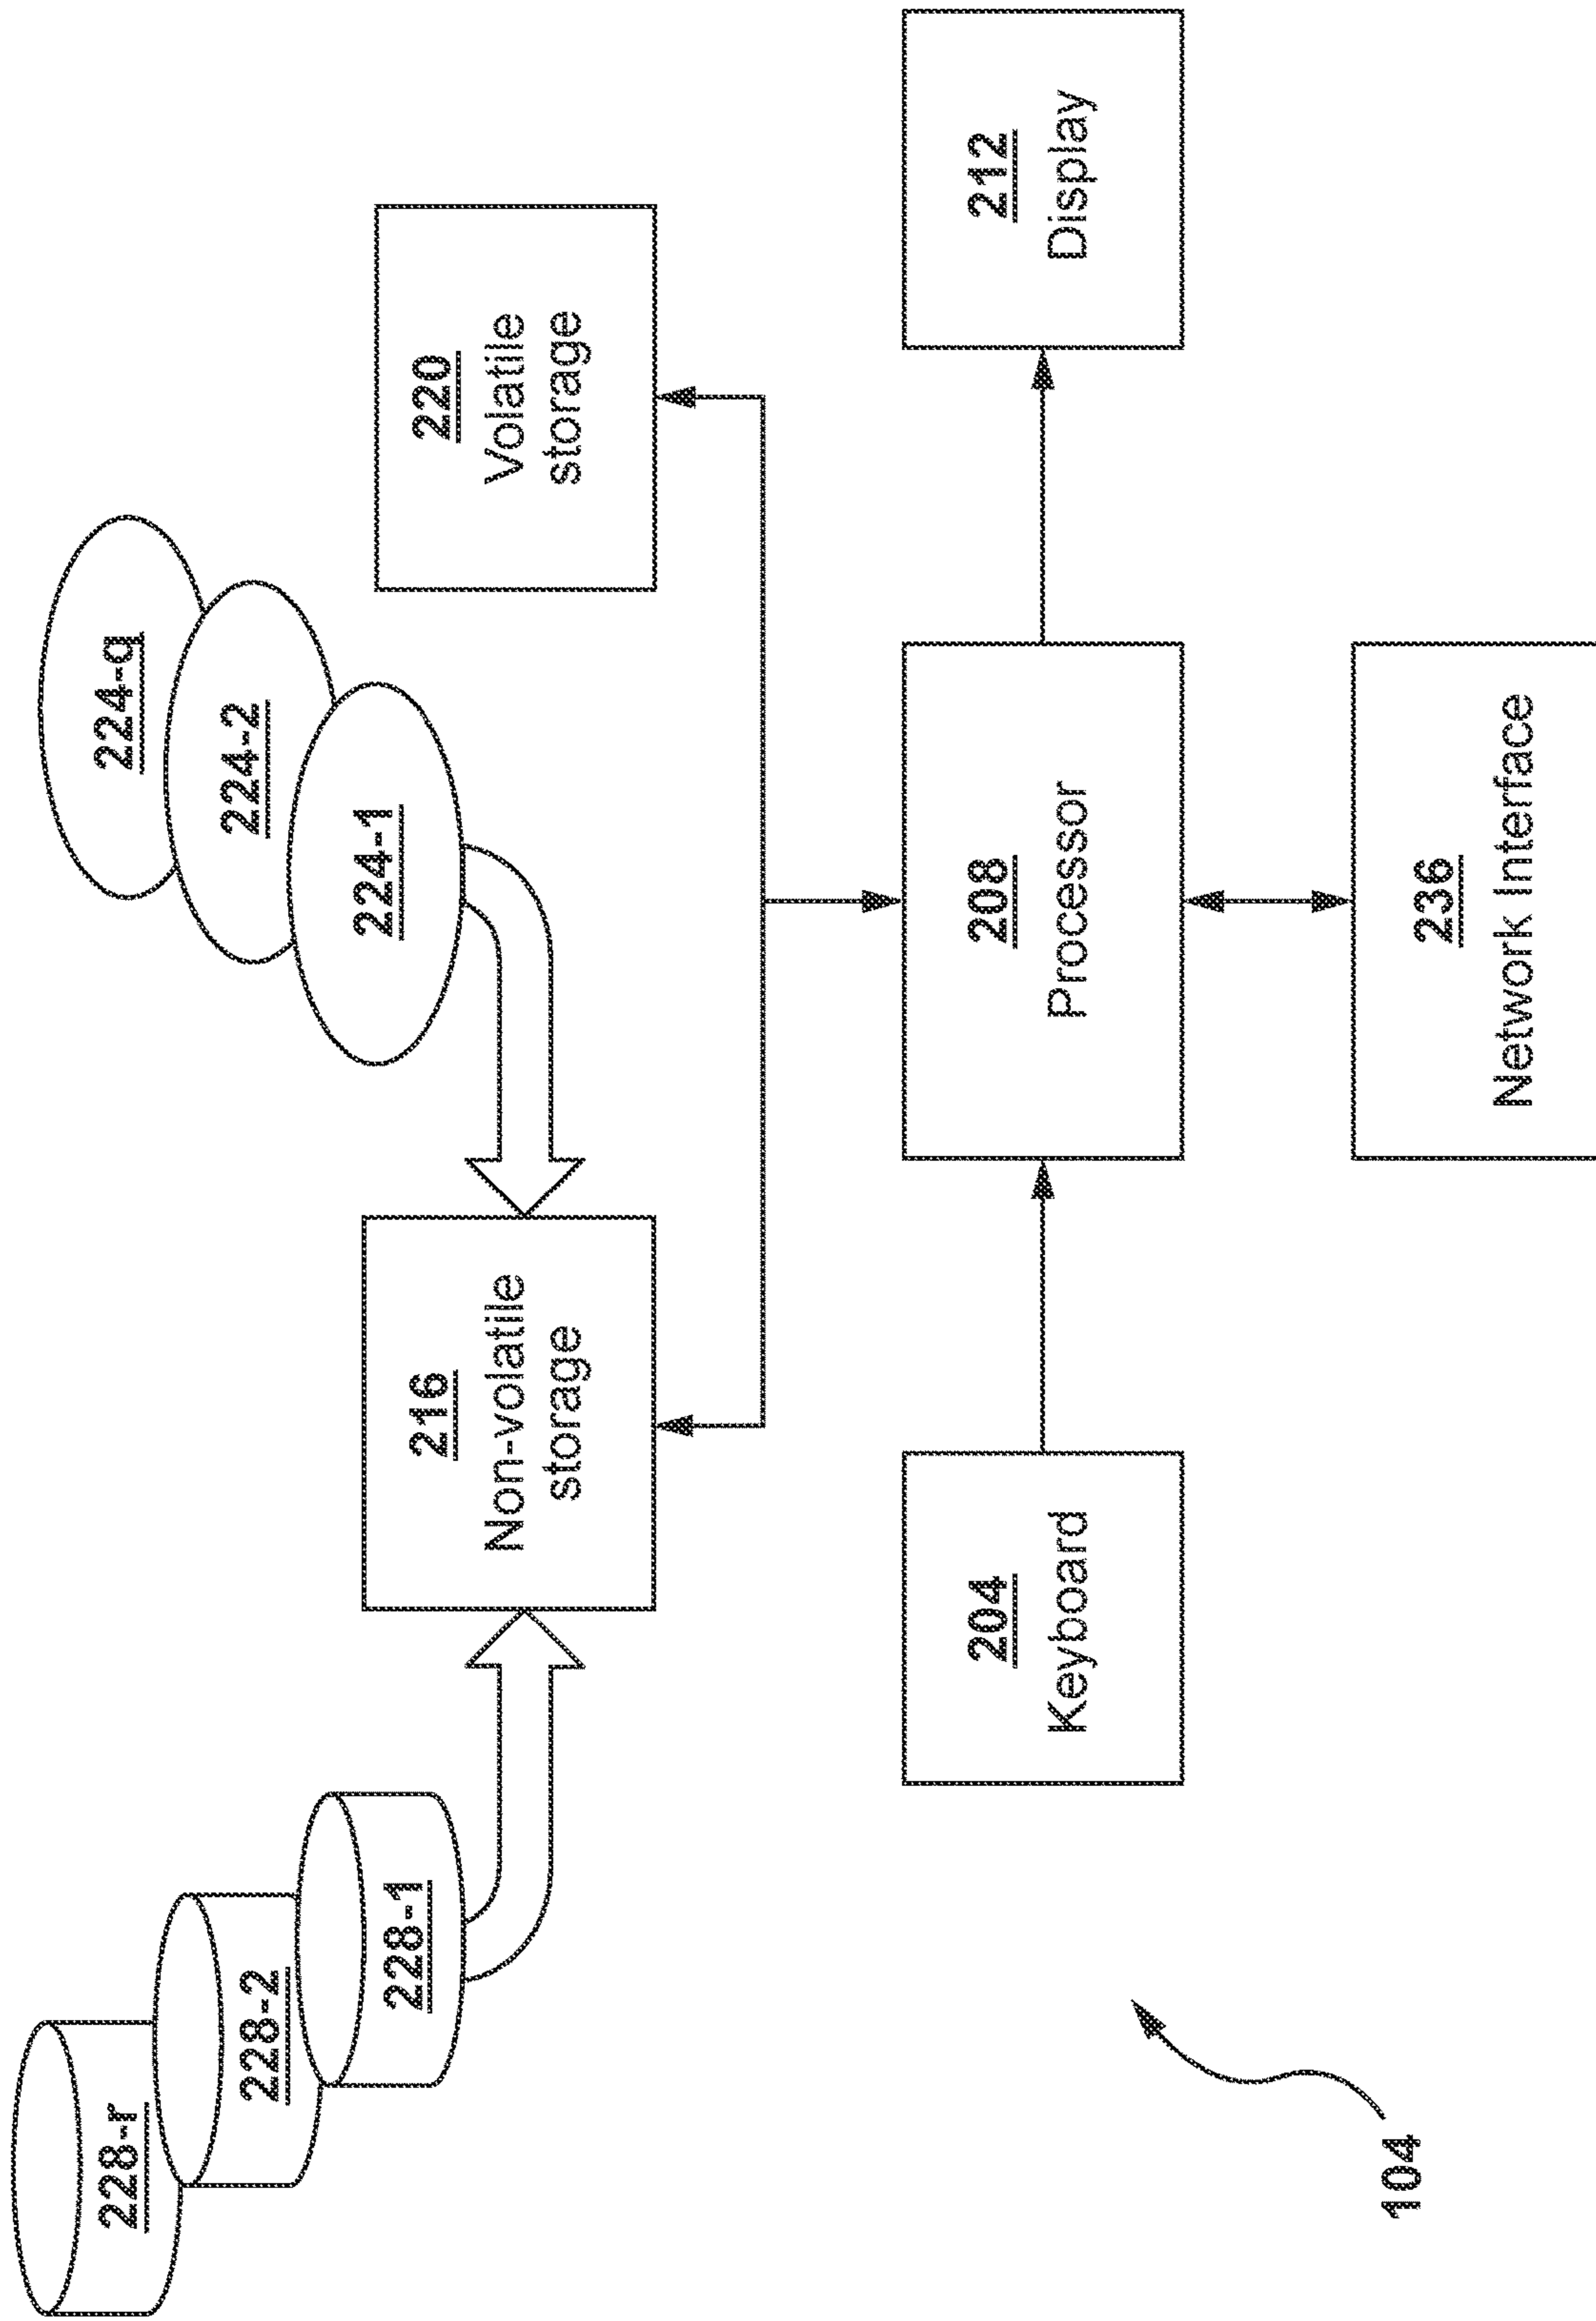 228-r
228-2
228-1
224-q
224-2
224-1
216
Non-volatile
storage
220
Volatile
storage
204
Keyboard
208
Processor
212
Display
236
Network Interface
104